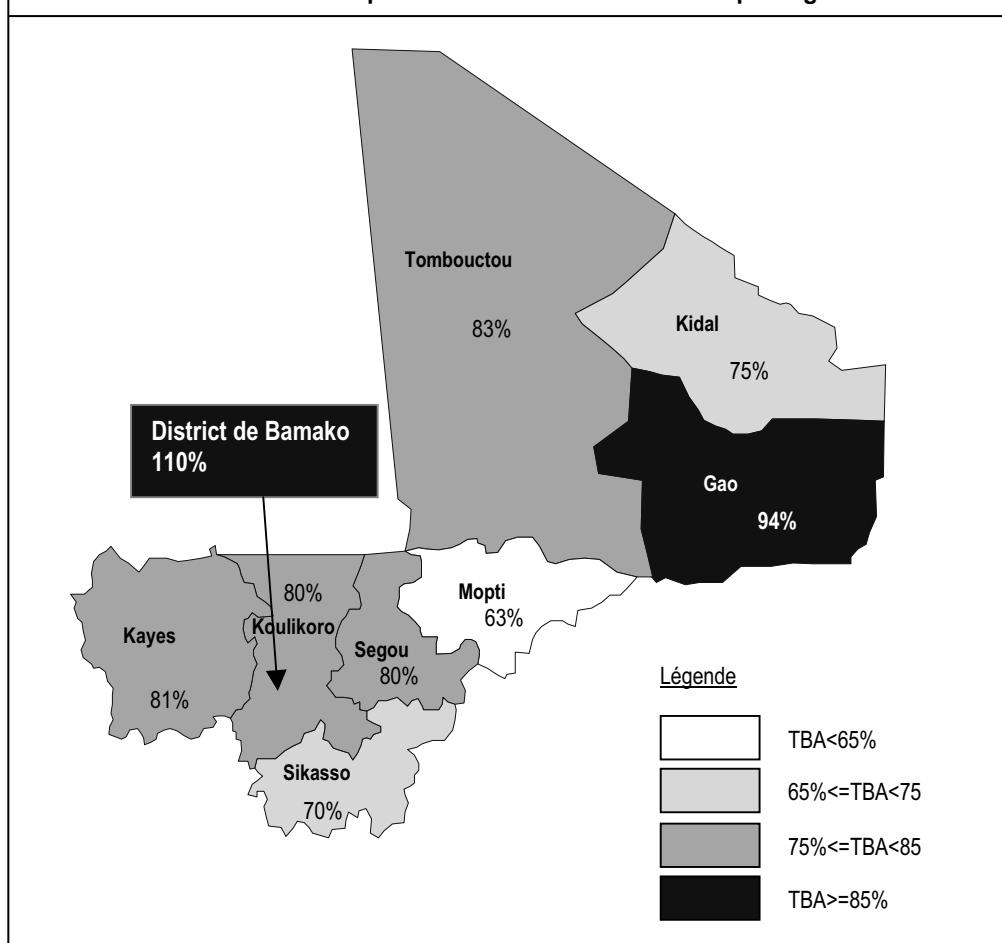 Tombouctou
83%
Kidal
75%
District de Bamako
110%
Gao
94%
80%
Koulikoro
Mopti
63%
Kayes
81%
Segou
80%
Sikasso
70%
Légende
TBA<65%
65%<=TBA<75
75%<=TBA<85
TBA>=85%